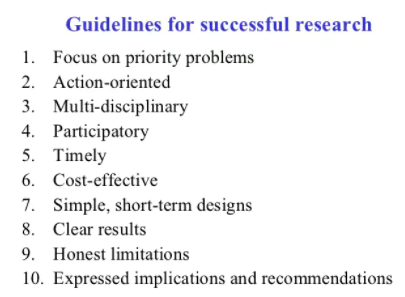 Guidelines for successful research
1. Focus on priority problems
2. Action-oriented
3. Multi-disciplinary
4. Participatory
5. Timely
6. Cost-effective
7. Simple, short-term designs
8. Clear results
9. Honest limitations
10. Expressed implications and recommendations